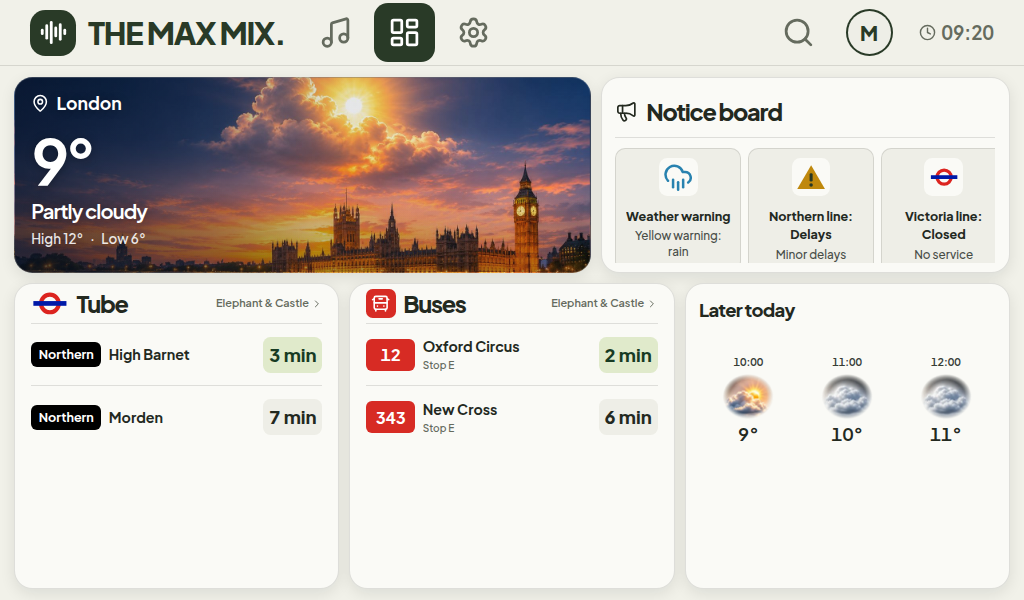 THE MAX MIX.
M
09:20
London
9°
Partly cloudy
High 12° · Low 6°
Notice board
Weather warning
Yellow warning:
rain
Northern line:
Delays
Minor delays
Victoria line:
Closed
No service
Tube
Elephant & Castle
Northern
High Barnet
3 min
Northern
Morden
7 min
Buses
Elephant & Castle
12
Oxford Circus
Stop E
2 min
343
New Cross
Stop E
6 min
Later today
10:00
11:00
12:00
9°
10°
11°